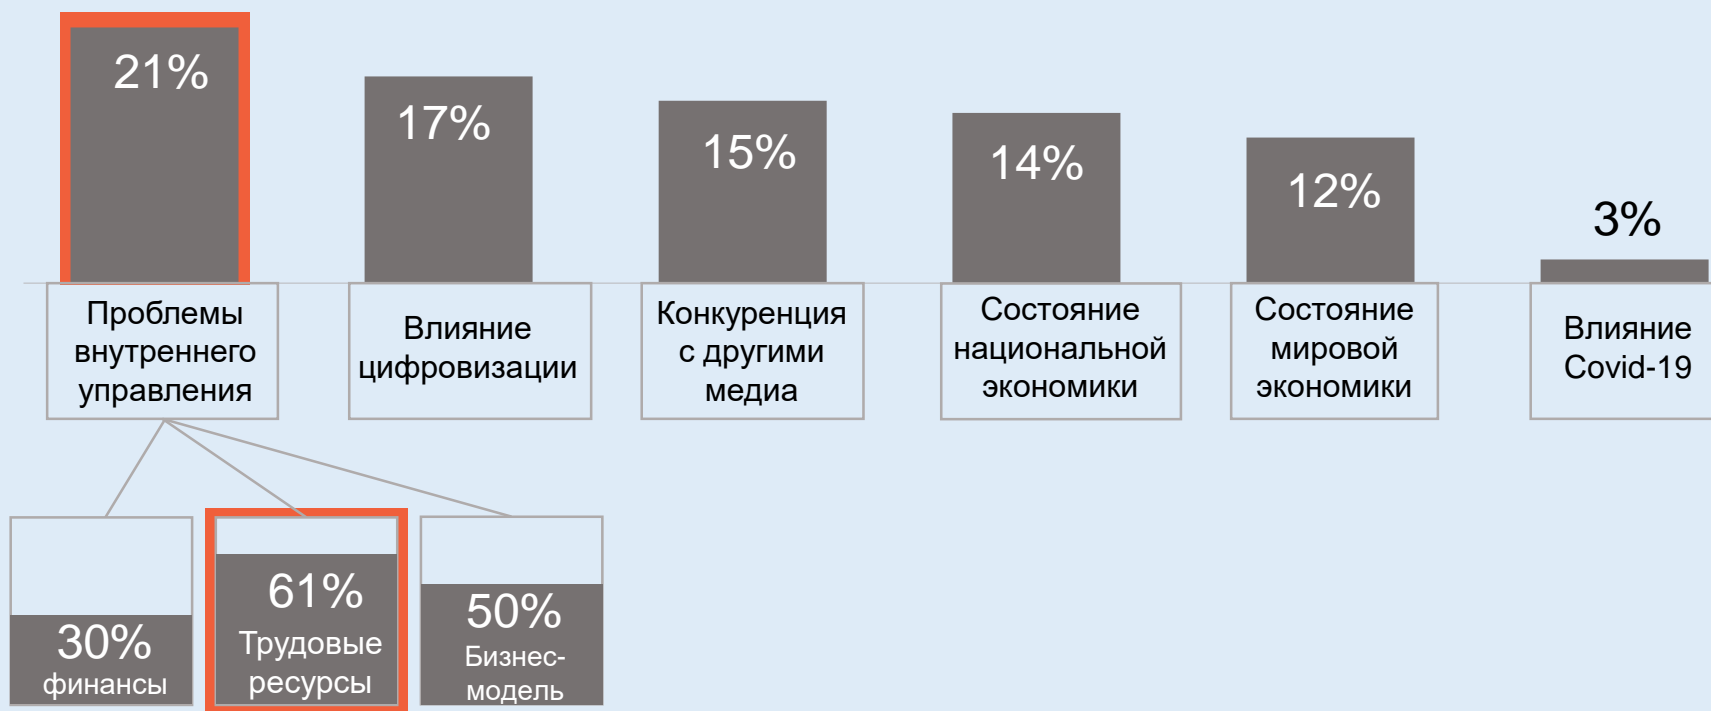 21%
17%
15%
14%
12%
3%
Проблемы
внутреннего
управления
Влияние
цифровизации
Конкуренция
с другими
медиа
Состояние
национальной
экономики
Состояние
мировой
экономики
Влияние
Covid-19
30%
финансы
61%
Трудовые
ресурсы
50%
Бизнес-
модель